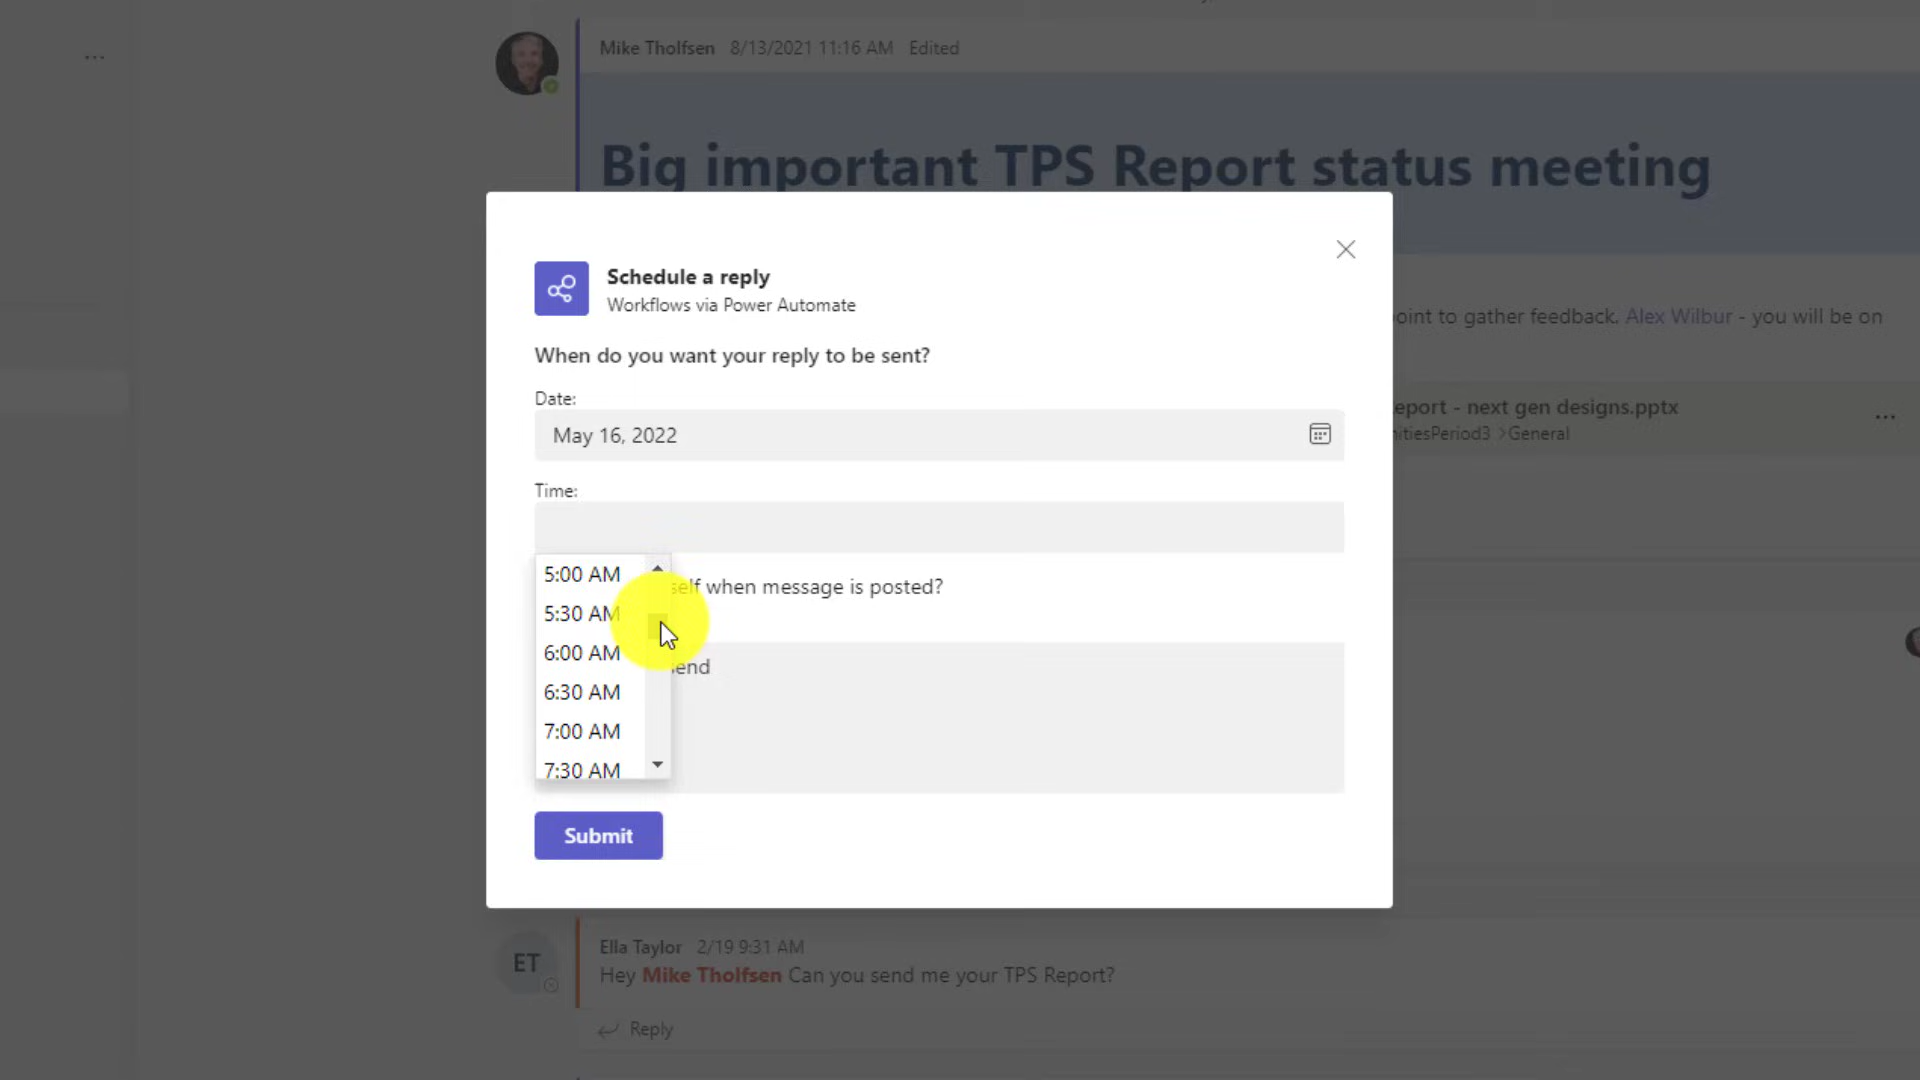 Mike Tholfsen 8/13/2021 11:16 AM Edited
Big important TPS Report status meeting
Schedule a reply
Workflows via Power Automate
point to gather feedback. Alex Wilbur - you will be on
When do you want your reply to be sent?
Date:
May 16, 2022
eport - next gen designs.pptx
nitiesPeriod3 >General
Time:
5:00 AM
self when message is posted?
5:30 AM
6:00 AM
send
6:30 AM
7:00 AM
7:30 AM
Submit
ET
Ella Taylor 2/19 9:31 AM
Hey Mike Tholfsen Can you send me your TPS Report?
Reply